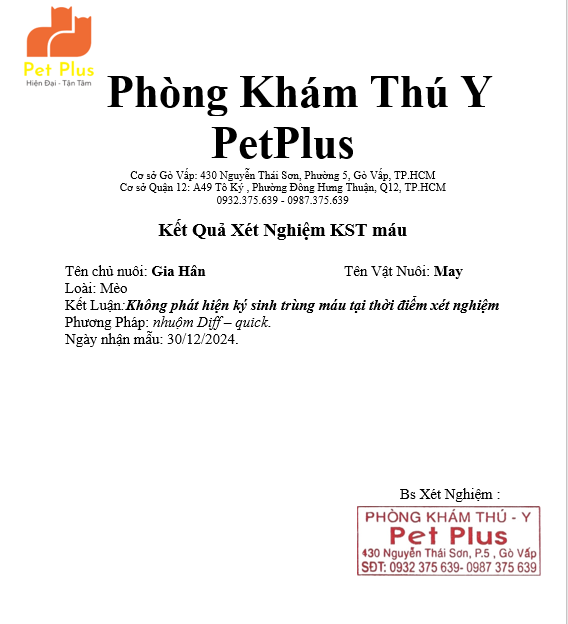 Pet Plus
Hiện Đại - Tận Tâm
Phòng Khám Thú Y
PetPlus
Cơ sở Gò Vấp: 430 Nguyễn Thái Sơn, Phường 5, Gò Vấp, TP.HCM
Cơ sở Quận 12: A49 Tô Ký , Phường Đông Hưng Thuận, Q12, TP.HCM
0932.375.639 - 0987.375.639
Kết Quả Xét Nghiệm KST máu
Tên chủ nuôi: Gia Hân Tên Vật Nuôi: May
Loài: Mèo
Kết Luận:Không phát hiện ký sinh trùng máu tại thời điểm xét nghiệm
Phương Pháp: nhuộm Diff – quick.
Ngày nhận mẫu: 30/12/2024.
Bs Xét Nghiệm :
PHÒNG KHÁM THÚ - Y
Pet Plus
430 Nguyễn Thái Sơn, P.5 , Gò Vấp
SĐT: 0932 375 639- 0987 375 639